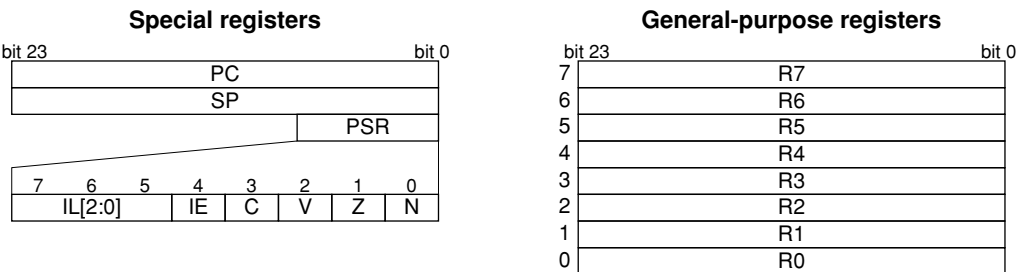 Special registers
bit 23 bit 0
PC
SP
PSR
7 6 5 4 3 2 1 0
IL[2:0] IE C V Z N
General-purpose registers
bit 23 bit 0
7 R7
6 R6
5 R5
4 R4
3 R3
2 R2
1 R1
0 R0